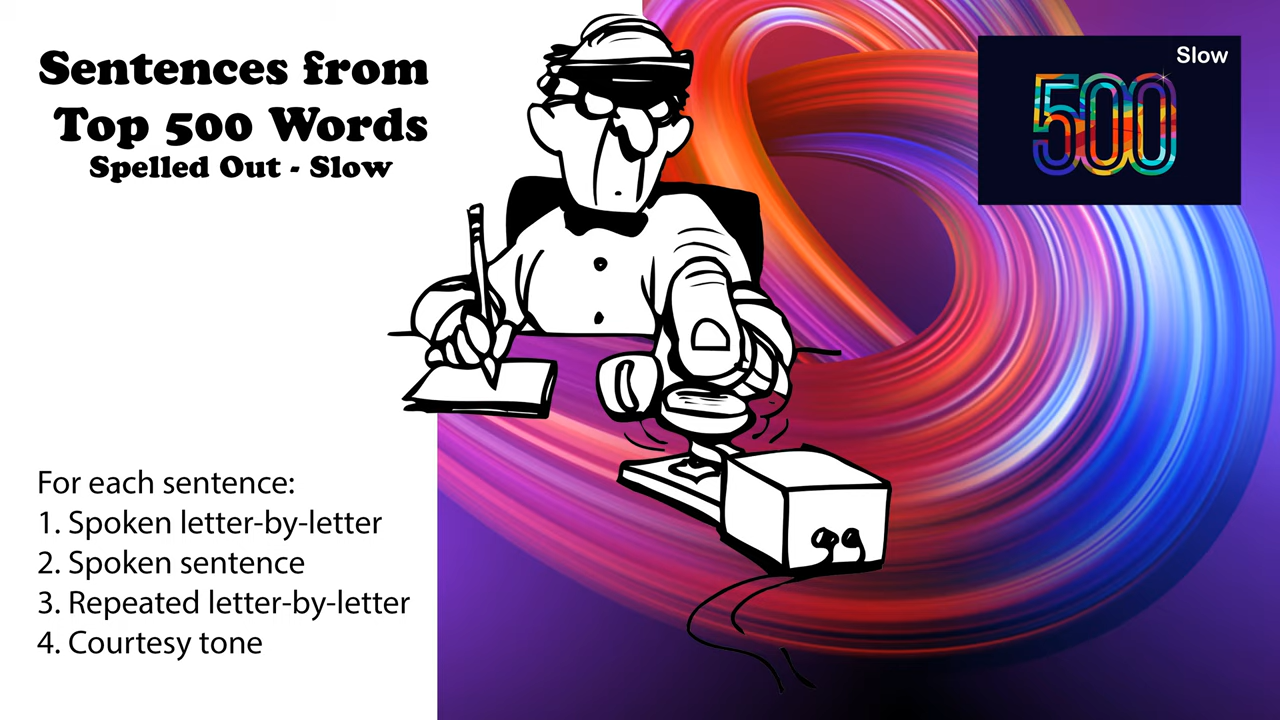 Sentences from
Top 500 Words
Spelled Out - Slow
Slow
500
For each sentence:
1. Spoken letter-by-letter
2. Spoken sentence
3. Repeated letter-by-letter
4. Courtesy tone